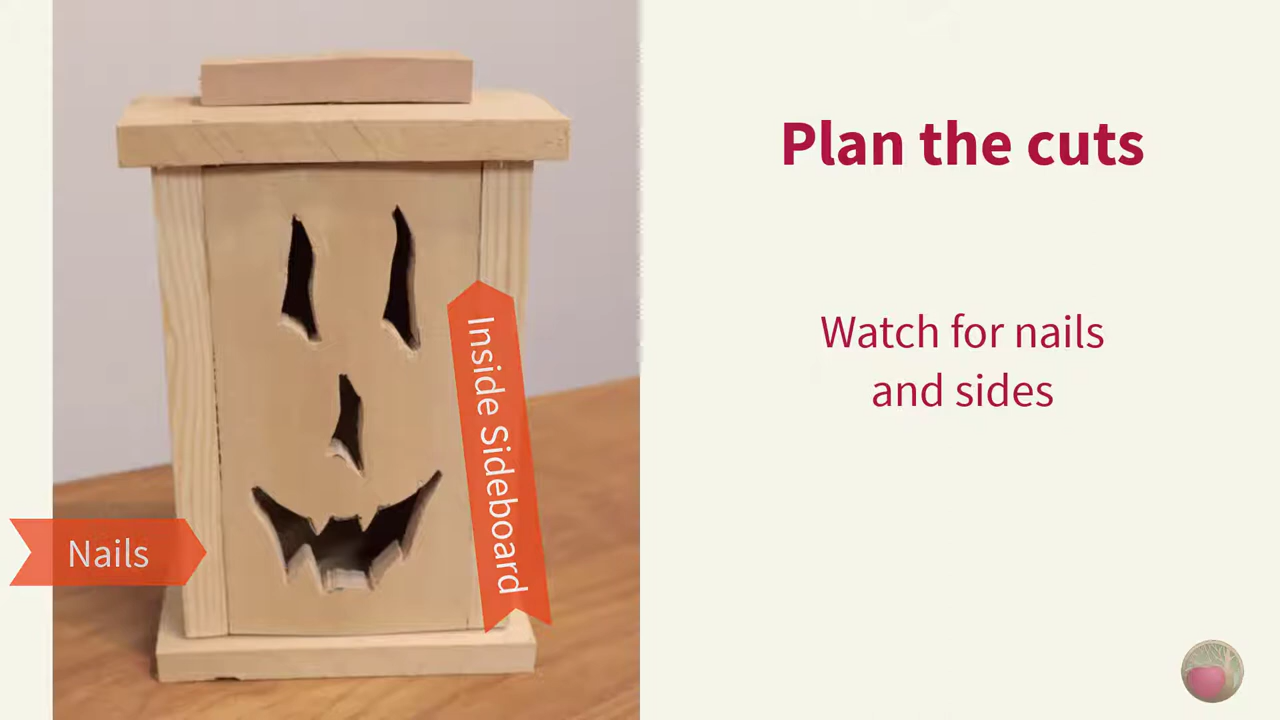 Plan the cuts
Watch for nails
and sides
Inside Sideboard
Nails